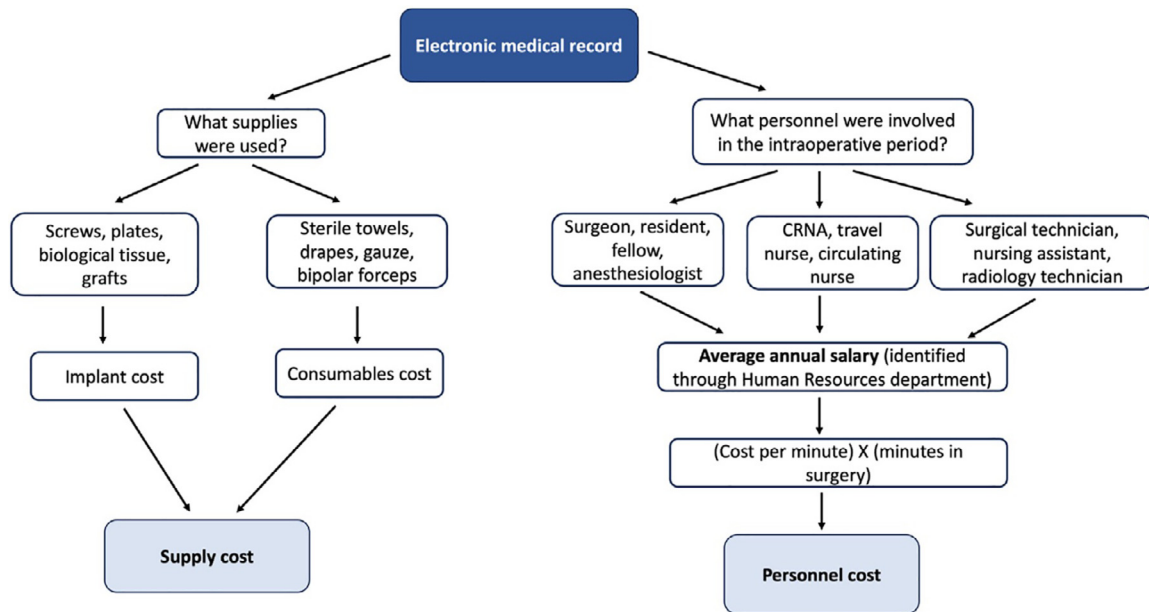 Electronic medical record
What supplies
were used?
What personnel were involved
in the intraoperative period?
Screws, plates,
biological tissue,
grafts
Sterile towels,
drapes, gauze,
bipolar forceps
Surgeon, resident,
fellow,
anesthesiologist
CRNA, travel
nurse, circulating
nurse
Surgical technician,
nursing assistant,
radiology technician
Implant cost
Consumables cost
Average annual salary (identified
through Human Resources department)
(Cost per minute) X (minutes in
surgery)
Supply cost
Personnel cost